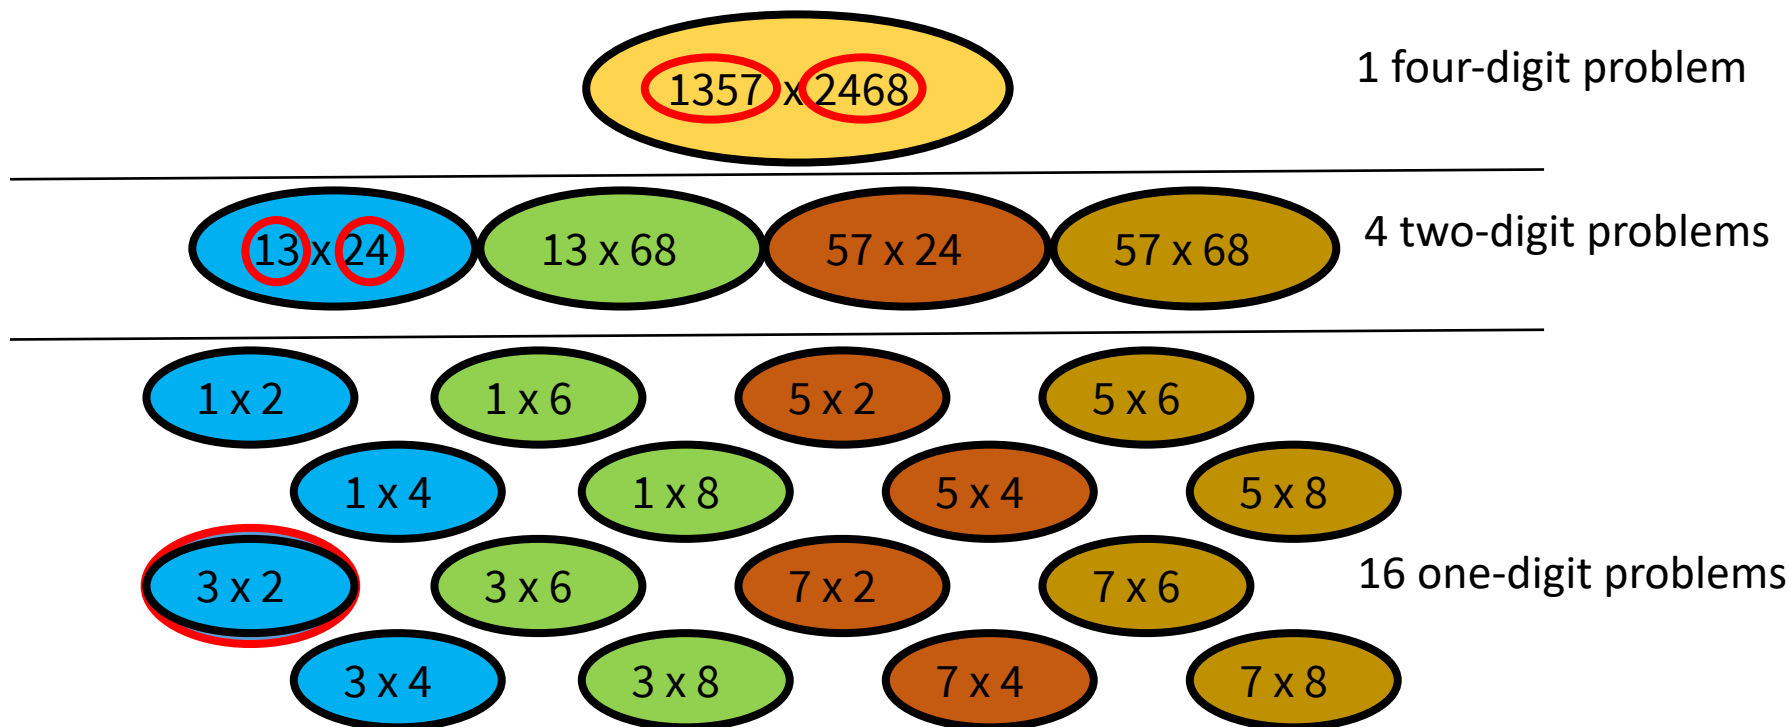 1357 x 2468
1 four-digit problem
13 x 24
13 x 68
57 x 24
57 x 68
4 two-digit problems
1 x 2
1 x 6
5 x 2
5 x 6
1 x 4
1 x 8
5 x 4
5 x 8
3 x 2
3 x 6
7 x 2
7 x 6
16 one-digit problems
3 x 4
3 x 8
7 x 4
7 x 8